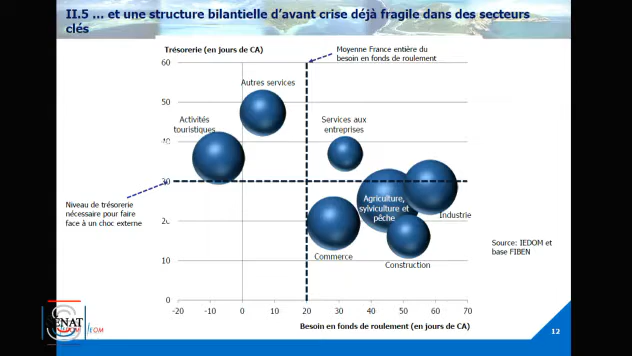 II.5 ... et une structure bilantielle d'avant crise déjà fragile dans des secteurs
clés
Trésorerie (en jours de CA)
Moyenne France entière du
besoin en fonds de roulement
60
50
40
30
20
10
0
Autres services
Activités
touristiques
Services aux
entreprises
Niveau de trésorerie
nécessaire pour faire
face à un choc externe
Agriculture,
sylviculture et
pêche
Industrie
Commerce
Construction
Source: IEDOM et
base FIBEN
-20 -10 0 10 20 30 40 50 60 70
Besoin en fonds de roulement (en jours de CA)
SÉNAT
12